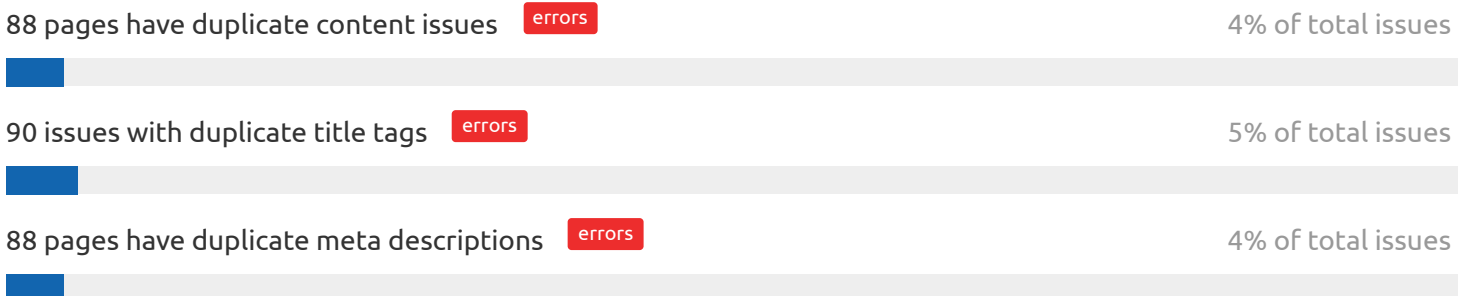 88 pages have duplicate content issues errors 4% of total issues
90 issues with duplicate title tags errors 5% of total issues
88 pages have duplicate meta descriptions errors 4% of total issues